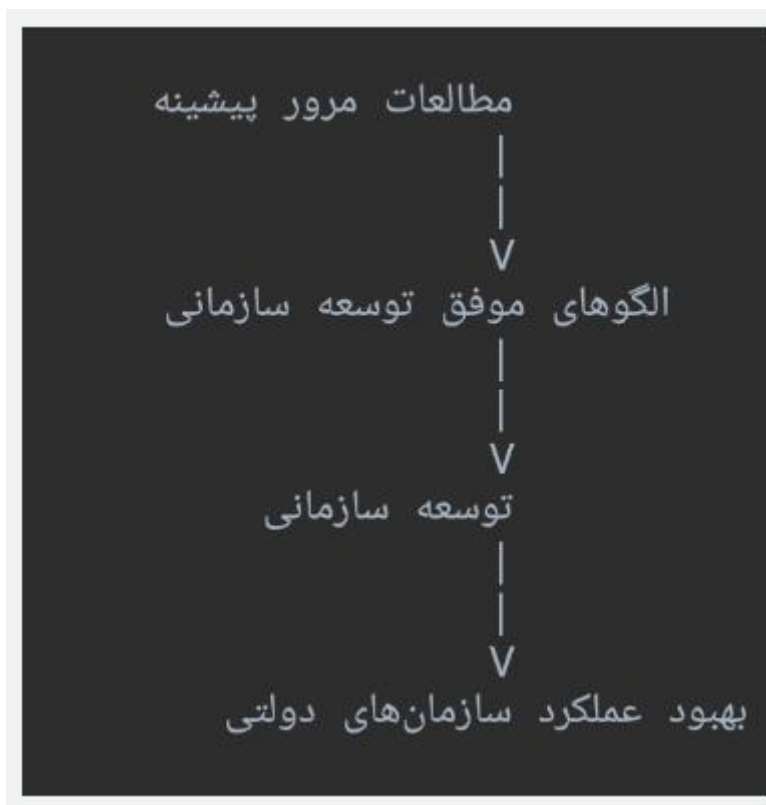 مطالعات مرور پیشینه
|
|
V
الگوهای موفق توسعه سازمانی
|
|
V
توسعه سازمانی
|
|
V
بهبود عملکرد سازمان‌های دولتی